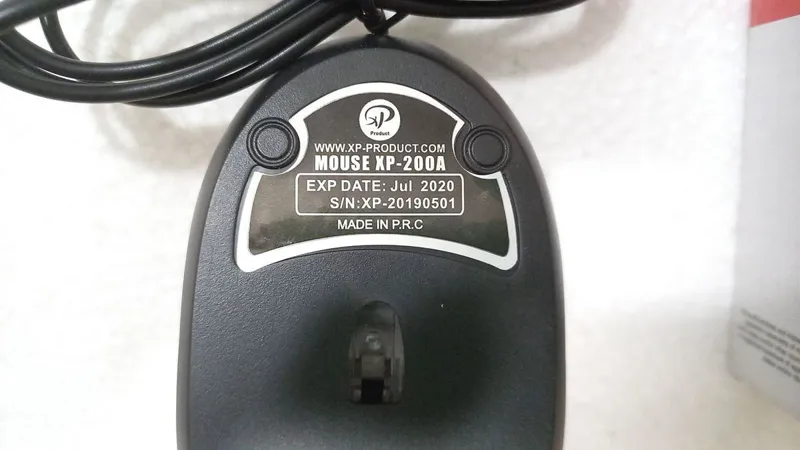 XP
Product
WWW.XP-PRODUCT.COM
MOUSE XP-200A
EXP DATE: Jul 2020
S/N:XP-20190501
MADE IN P.R.C